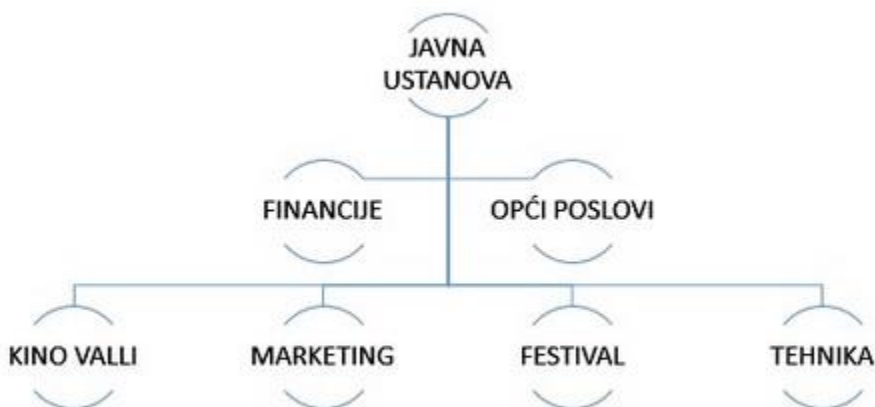 JAVNA
USTANOVA
FINANCIJE
OPĆI POSLOVI
KINO VALLI
MARKETING
FESTIVAL
TEHNIKA